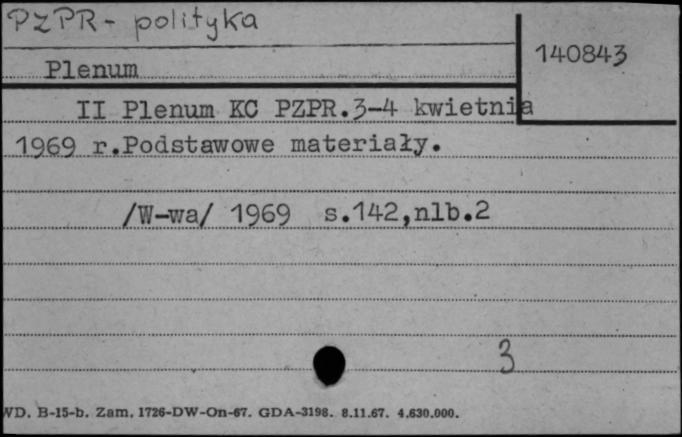 PZPR - polityka
140843
Plenum
II Plenum KC PZPR.3-4 kwietnia
1969 r.Podstawowe materiały.
/W-wa/ 1969 s.142,nlb.2
3
WD. B-15-b. Zam. 1726-DW-On-67. GDA-3198. 8.11.67. 4.630.000.